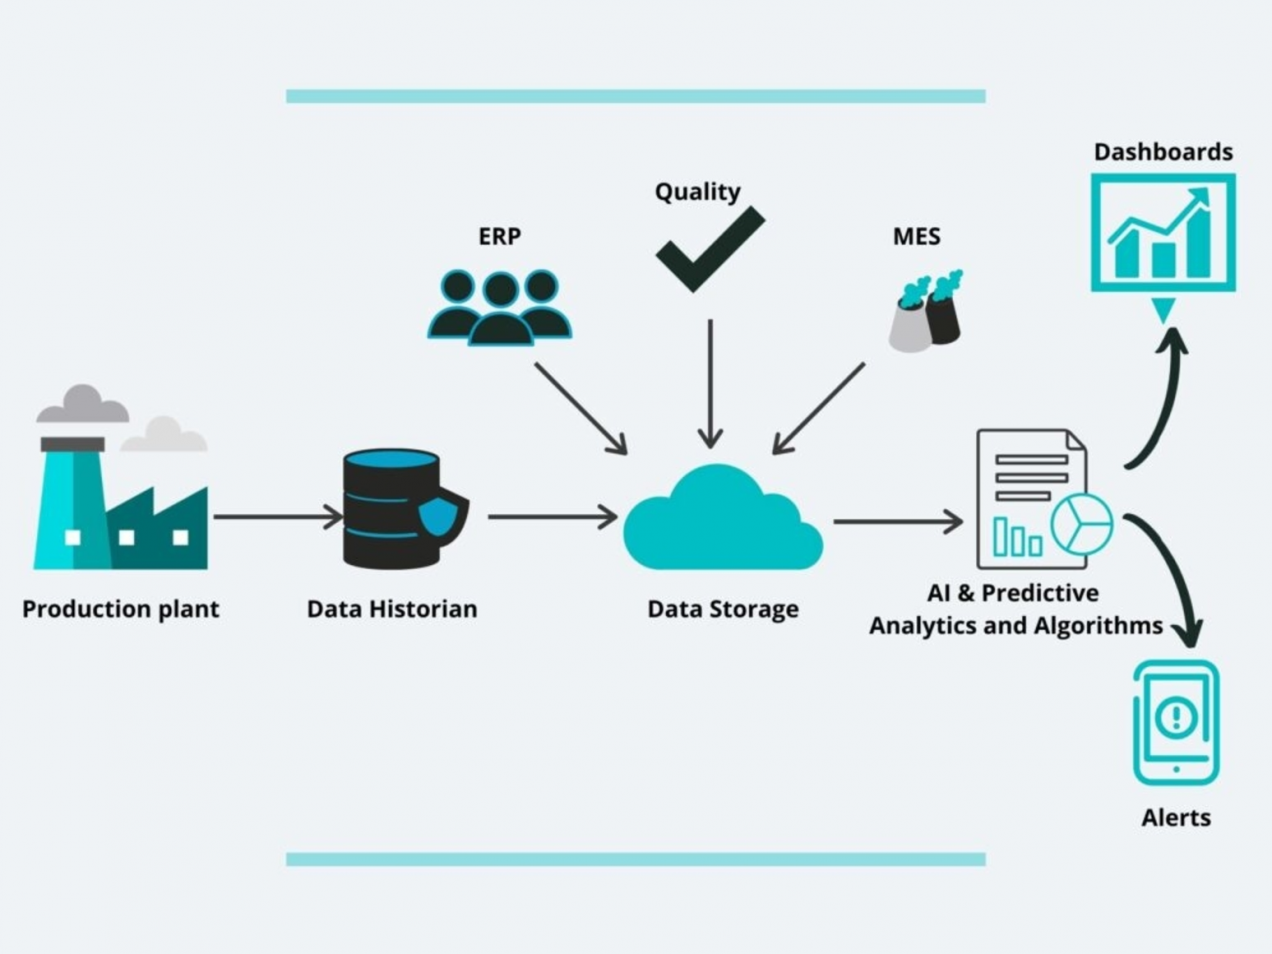 Dashboards
Quality
ERP
MES
Production plant
Data Historian
Data Storage
AI & Predictive
Analytics and Algorithms
Alerts